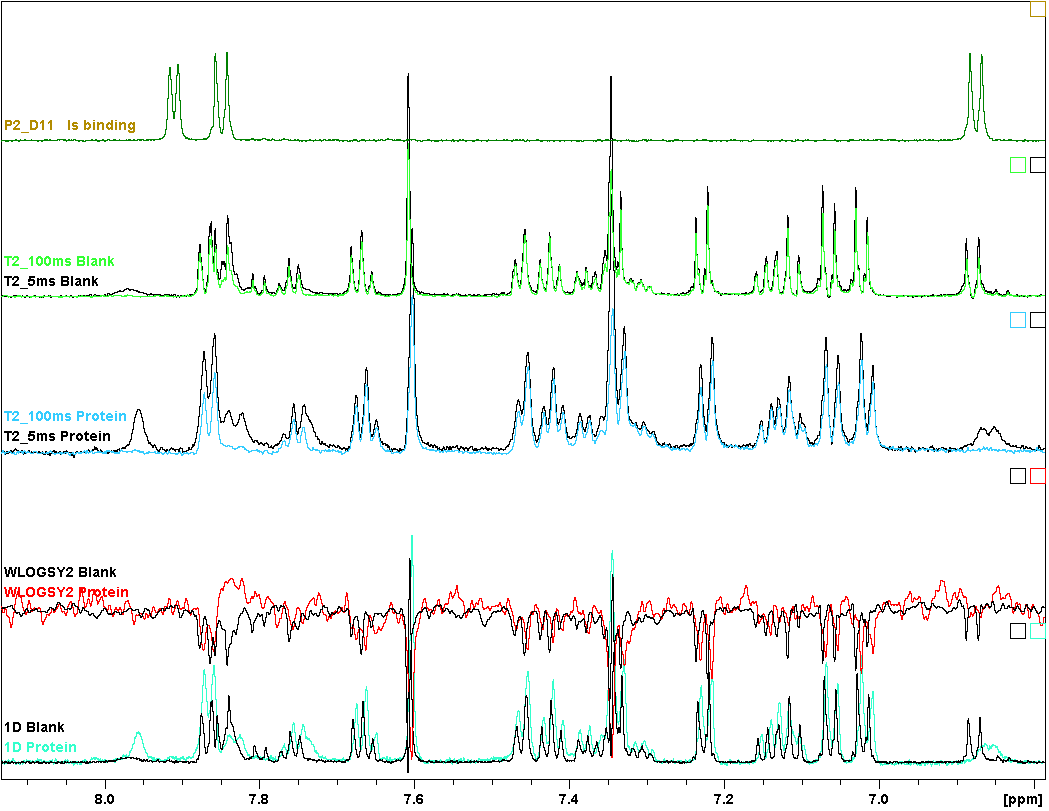 P2_D11 Is binding
T2_100ms Blank
T2_5ms Blank
T2_100ms Protein
T2_5ms Protein
WLOGSY2 Blank
WLOGSY2 Protein
1D Blank
1D Protein
8.0 7.8 7.6 7.4 7.2 7.0 [ppm]